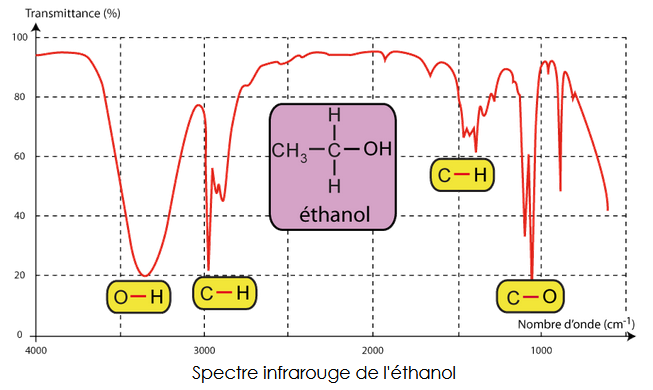 Transmittance (%)
100
80
60
40
20
0
H
CH₃–C–OH
H
éthanol
O–H
C–H
C–H
C–O
Nombre d'onde (cm⁻¹)
4000
3000
2000
1000
Spectre infrarouge de l'éthanol